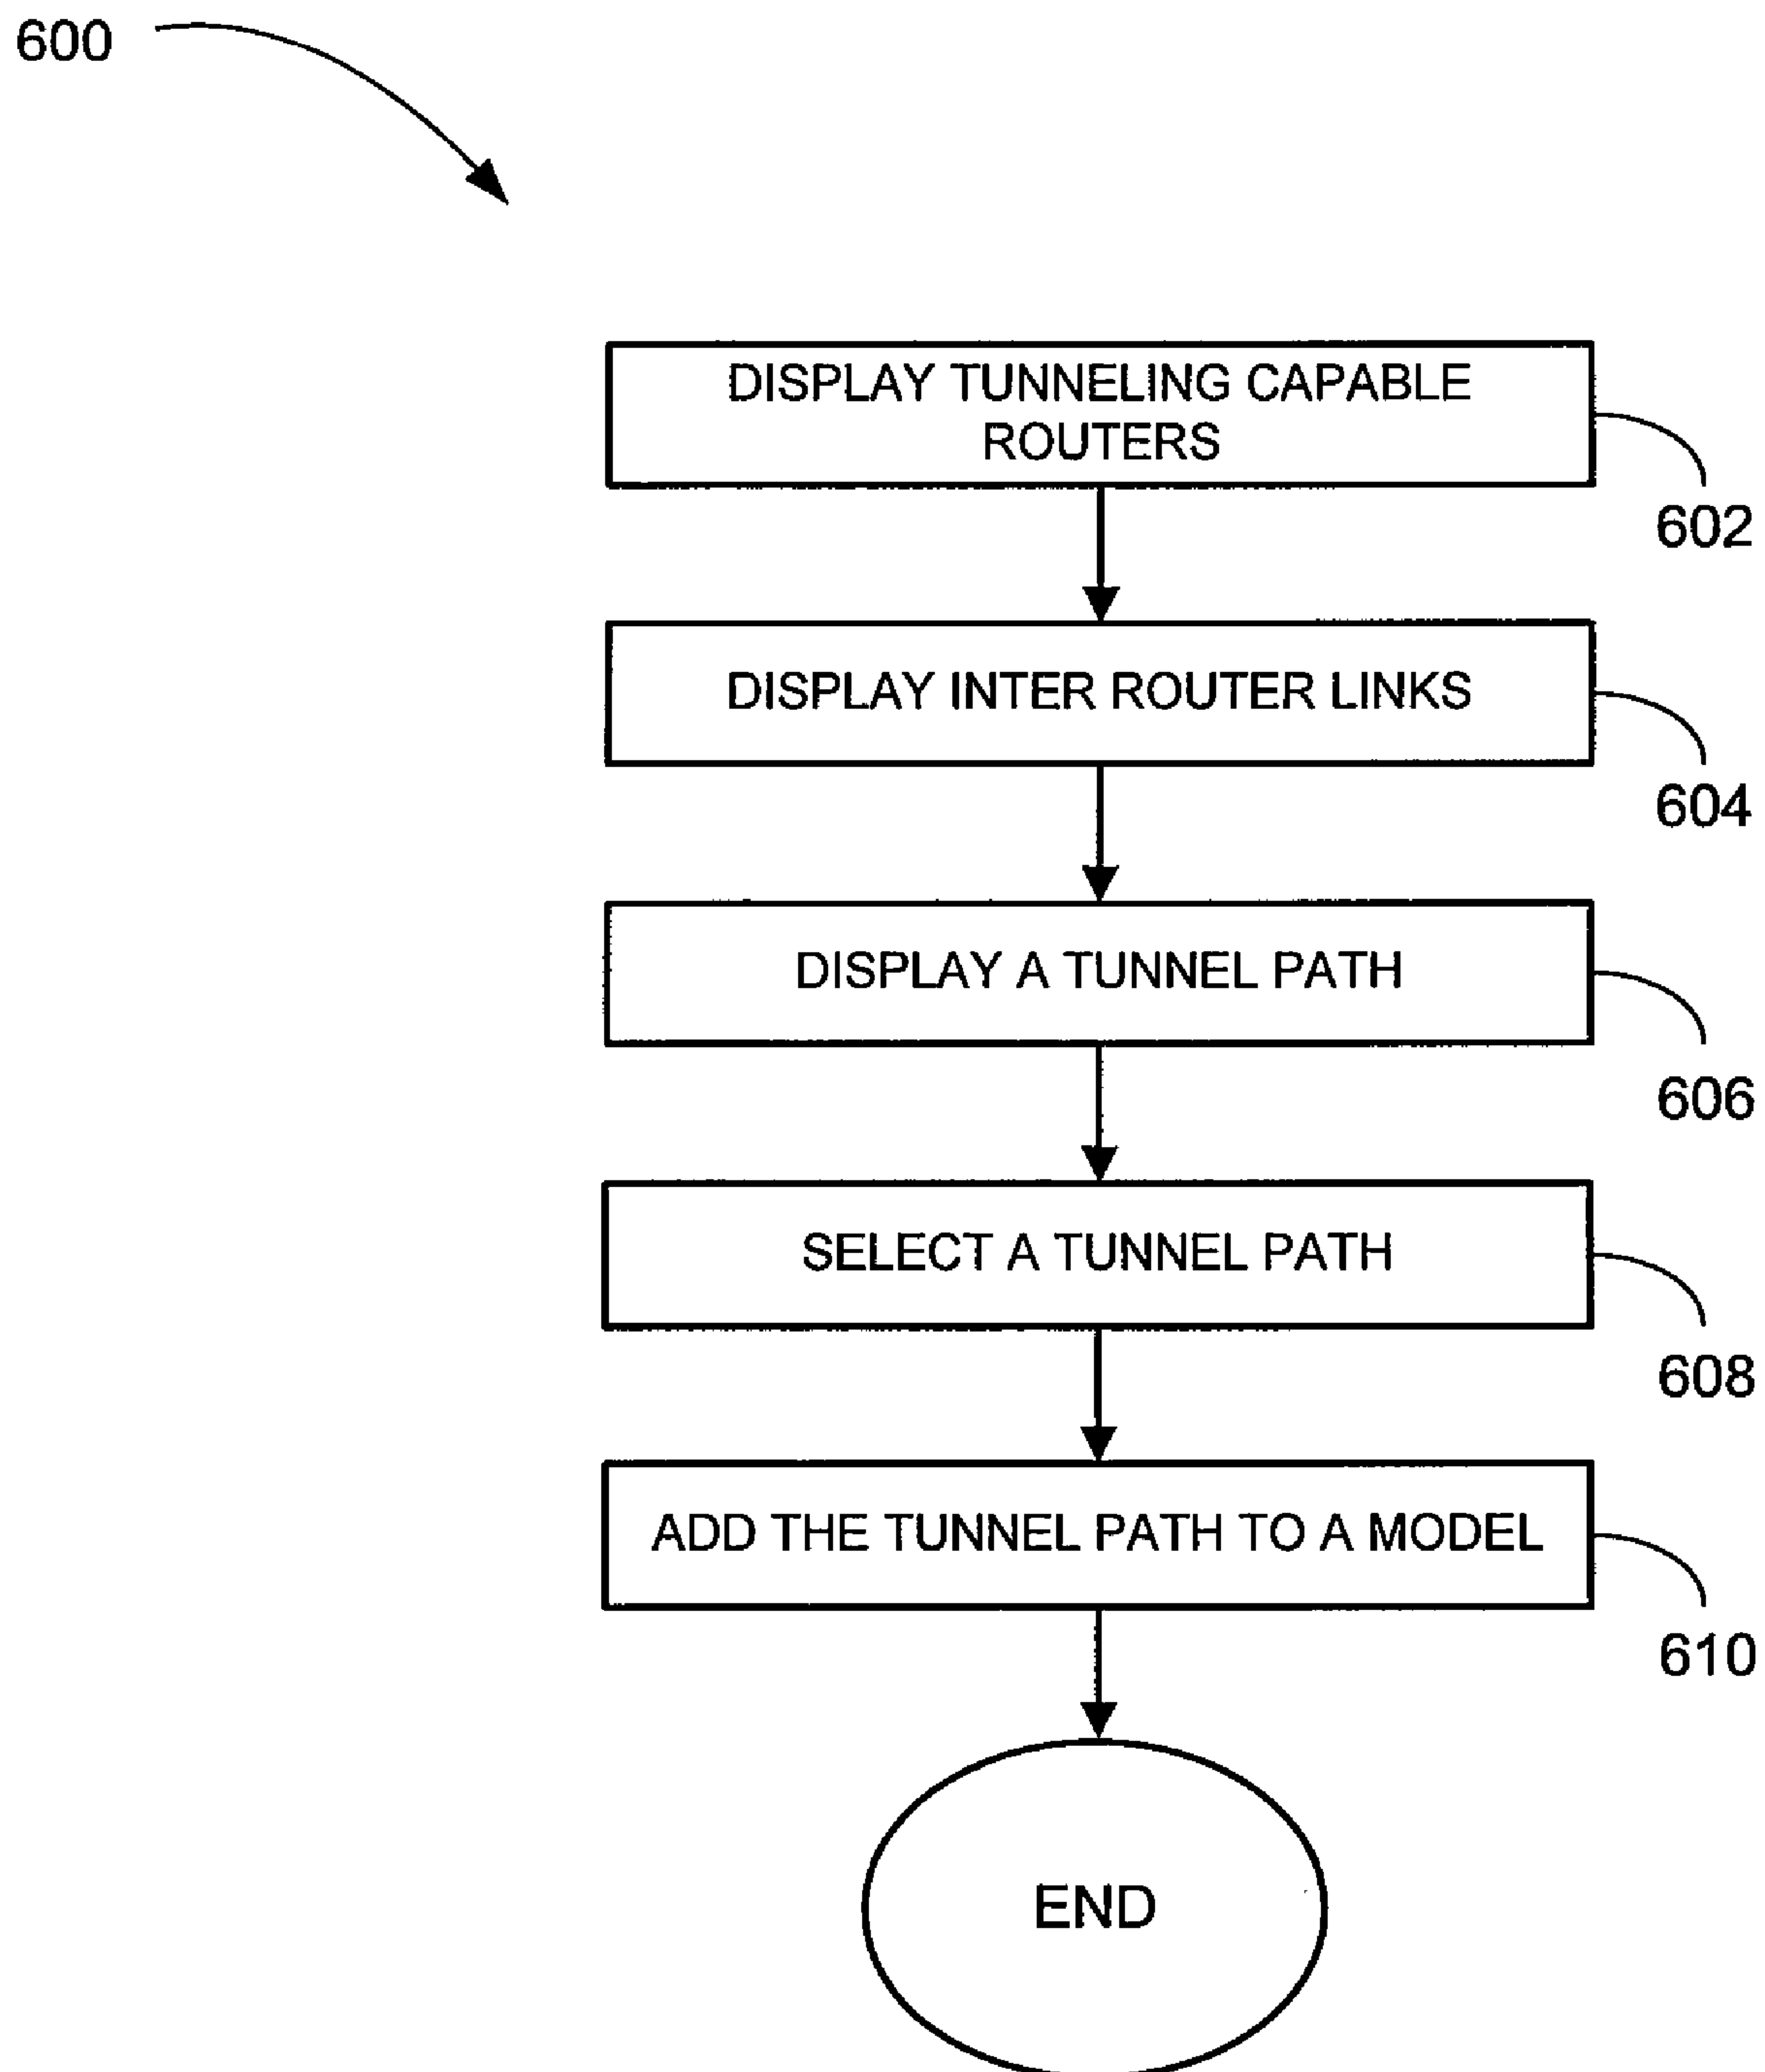 600
DISPLAY TUNNELING CAPABLE
ROUTERS
602
DISPLAY INTER ROUTER LINKS
604
DISPLAY A TUNNEL PATH
606
SELECT A TUNNEL PATH
608
ADD THE TUNNEL PATH TO A MODEL
610
END